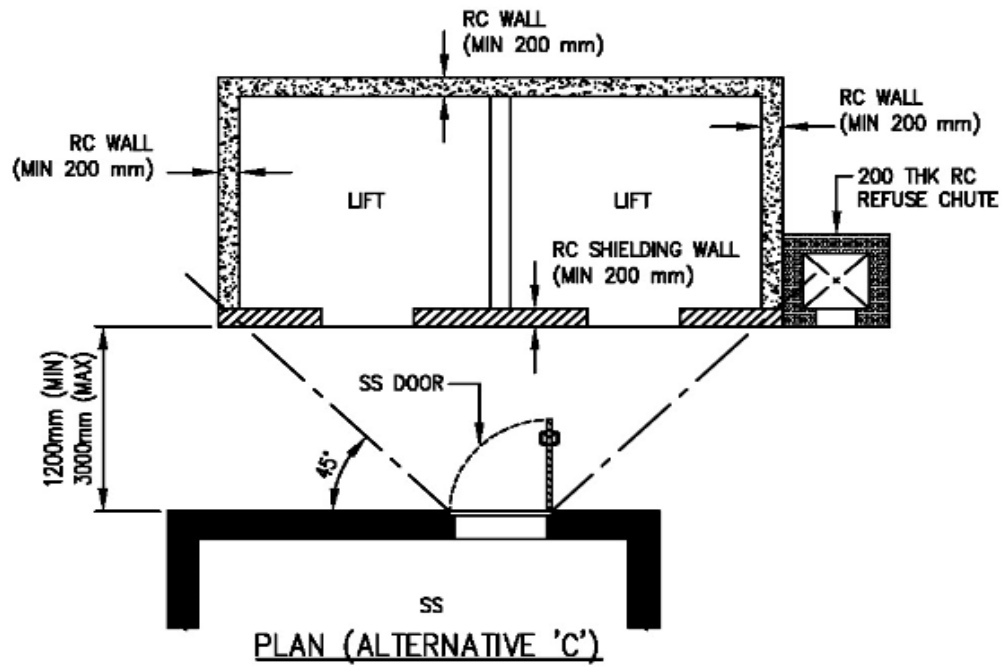 RC WALL
(MIN 200 mm)
RC WALL
(MIN 200 mm)
RC WALL
(MIN 200 mm)
200 THK RC
REFUSE CHUTE
LIFT
LIFT
RC SHIELDING WALL
(MIN 200 mm)
1200mm (MIN)
3000mm (MAX)
SS DOOR
45°
SS
PLAN (ALTERNATIVE 'C')